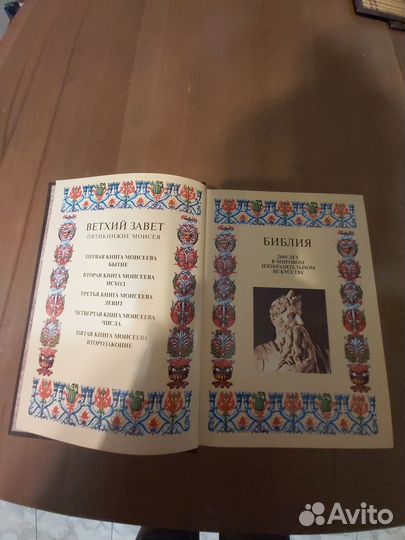 ВЕТХИЙ ЗАВЕТ
ПЯТИКНИЖИЕ МОИСЕЯ
ПЕРВАЯ КНИГА МОИСЕЕВА
БЫТИЕ
ВТОРАЯ КНИГА МОИСЕЕВА
ИСХОД
ТРЕТЬЯ КНИГА МОИСЕЕВА
ЛЕВИТ
ЧЕТВЕРТАЯ КНИГА МОИСЕЕВА
ЧИСЛА
ПЯТАЯ КНИГА МОИСЕЕВА
ВТОРОЗАКОНИЕ
БИБЛИЯ
2000 ЛЕТ
В МИРОВОМ
ИЗОБРАЗИТЕЛЬНОМ
ИСКУССТВЕ
Avito